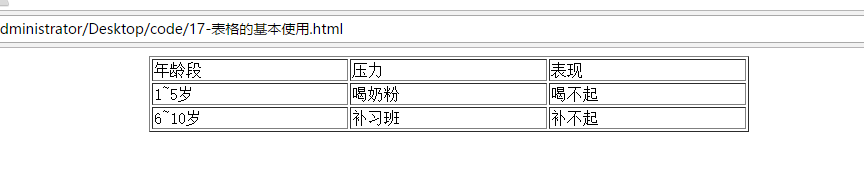 dministrator/Desktop/code/17-表格的基本使用.html
年龄段 压力 表现
1~5岁 喝奶粉 喝不起
6~10岁 补习班 补不起